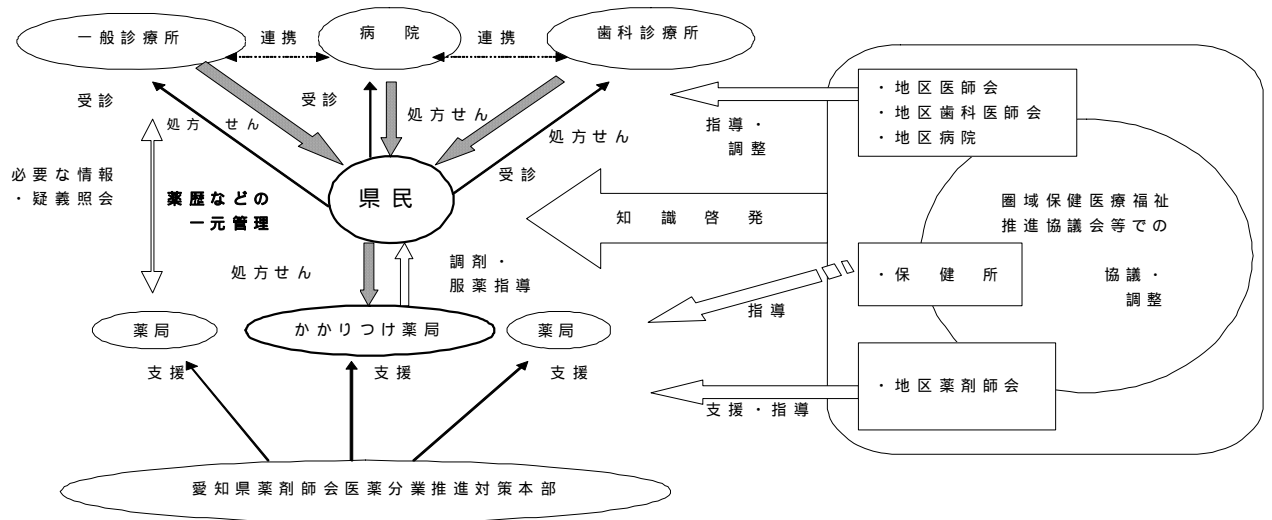 一般診療所
連携
病院
連携
歯科診療所
受診
受診
処方せん
処方せん
処方せん
受診
・地区医師会
・地区歯科医師会
・地区病院
指導・
調整
必要な情報
・疑義照会
薬歴などの
一元管理
県民
知識啓発
圏域保健医療福祉
推進協議会等での
協議・
調整
処方せん
調剤・
服薬指導
・保健所
指導
薬局
かかりつけ薬局
薬局
支援
支援
支援
・地区薬剤師会
支援・指導
愛知県薬剤師会医薬分業推進対策本部